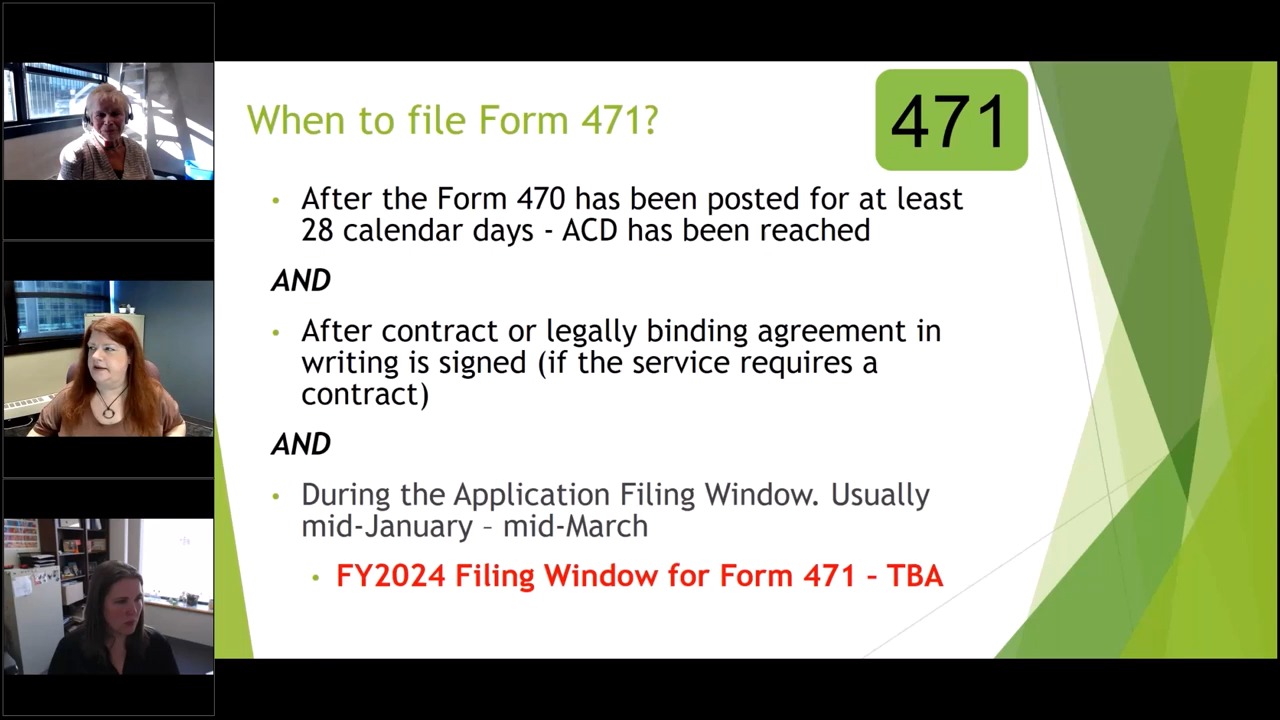 When to file Form 471?
471
• After the Form 470 has been posted for at least
28 calendar days - ACD has been reached
AND
• After contract or legally binding agreement in
writing is signed (if the service requires a
contract)
AND
• During the Application Filing Window. Usually
mid-January – mid-March
• FY2024 Filing Window for Form 471 – TBA